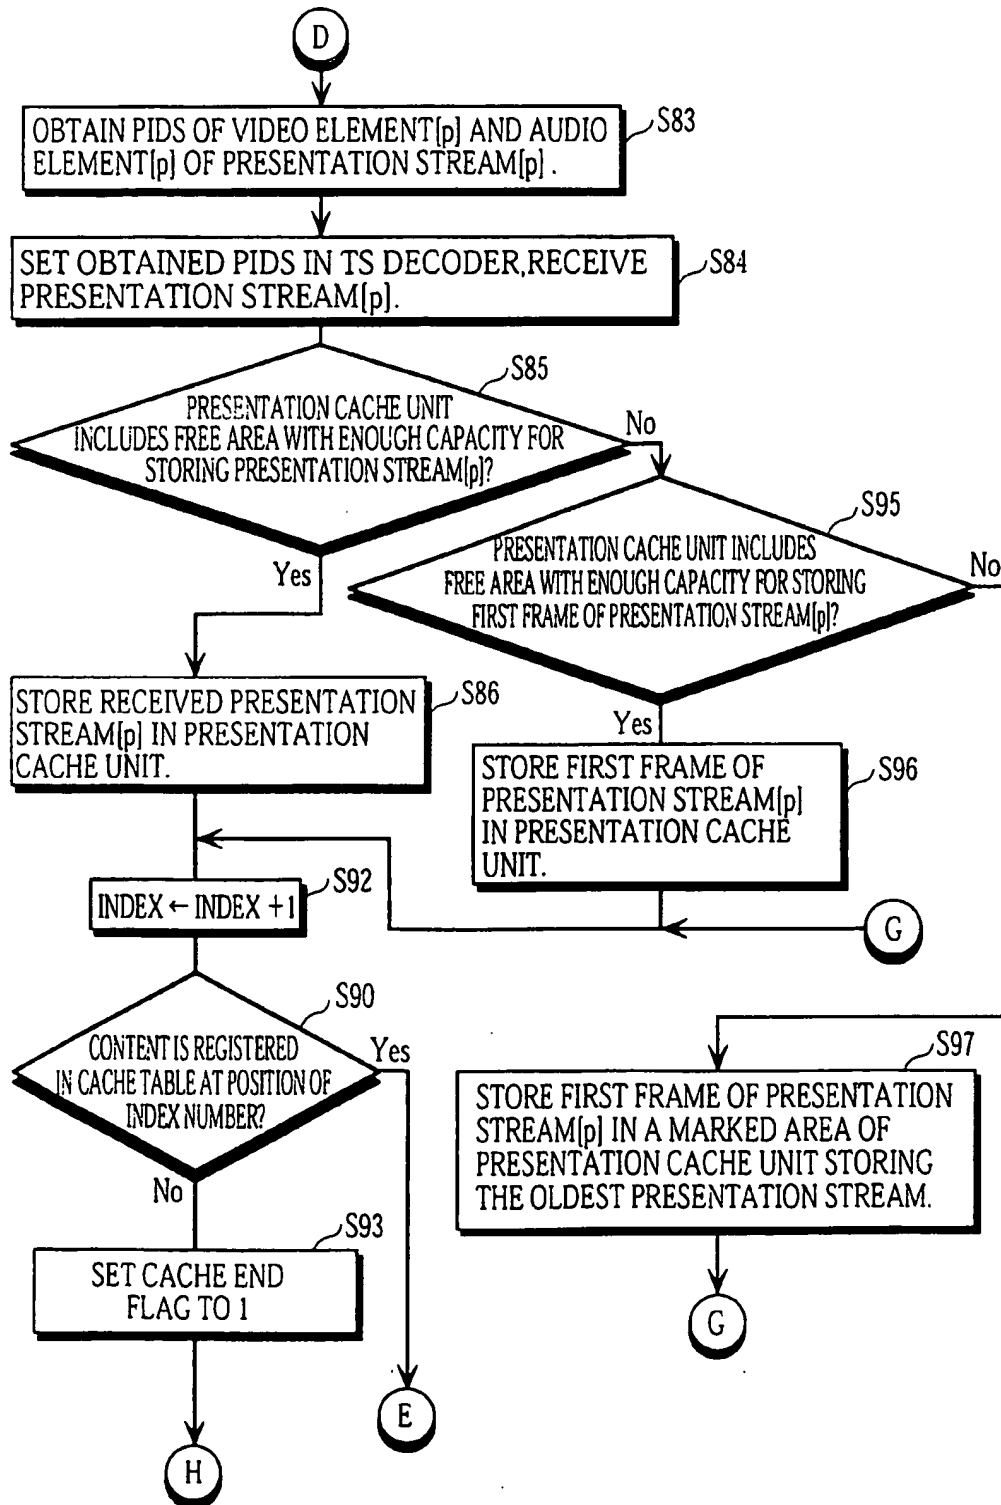 D
OBTAIN PIDS OF VIDEO ELEMENT[p] AND AUDIO
ELEMENT[p] OF PRESENTATION STREAM[p] .
S83
SET OBTAINED PIDS IN TS DECODER,RECEIVE
PRESENTATION STREAM[p].
S84
S85
PRESENTATION CACHE UNIT
INCLUDES FREE AREA WITH ENOUGH CAPACITY FOR
STORING PRESENTATION STREAM[p]?
No
Yes
S95
PRESENTATION CACHE UNIT INCLUDES
FREE AREA WITH ENOUGH CAPACITY FOR STORING
FIRST FRAME OF PRESENTATION STREAM[p]?
No
Yes
STORE RECEIVED PRESENTATION
STREAM[p] IN PRESENTATION
CACHE UNIT.
S86
STORE FIRST FRAME OF
PRESENTATION STREAM[p]
IN PRESENTATION CACHE
UNIT.
S96
INDEX ← INDEX +1
S92
G
S90
CONTENT IS REGISTERED
IN CACHE TABLE AT POSITION OF
INDEX NUMBER?
Yes
No
S97
STORE FIRST FRAME OF PRESENTATION
STREAM[p] IN A MARKED AREA OF
PRESENTATION CACHE UNIT STORING
THE OLDEST PRESENTATION STREAM.
S93
SET CACHE END
FLAG TO 1
G
E
H